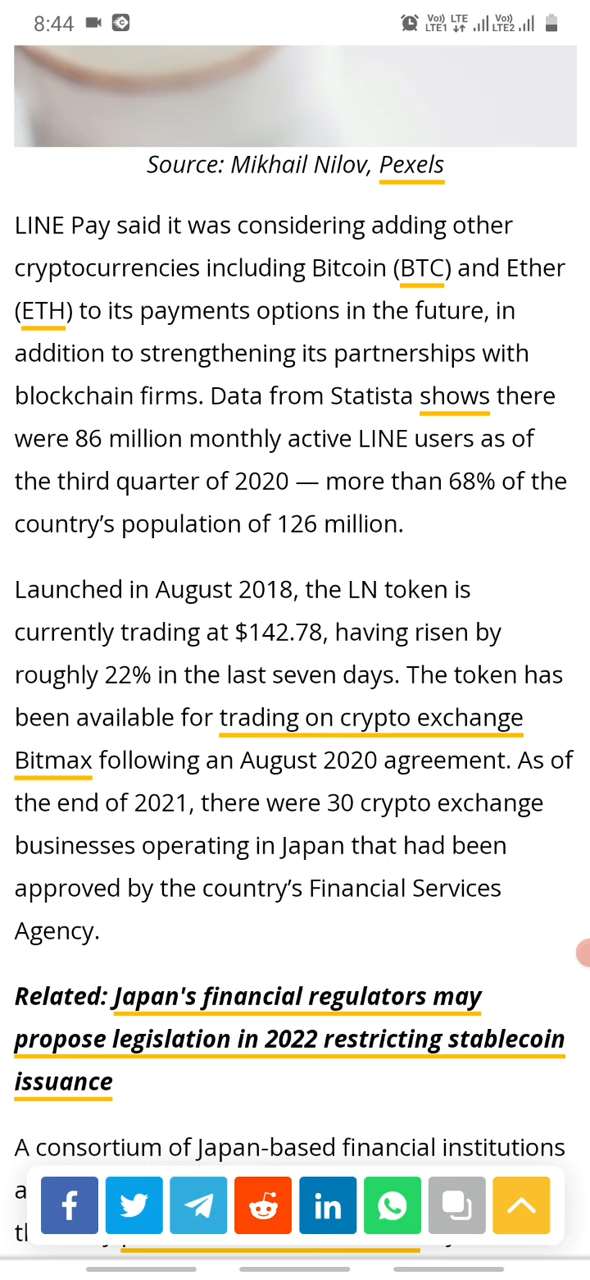 8:44
Vo)) LTE Vo))
LTE1 LTE2
Source: Mikhail Nilov, Pexels
LINE Pay said it was considering adding other
cryptocurrencies including Bitcoin (BTC) and Ether
(ETH) to its payments options in the future, in
addition to strengthening its partnerships with
blockchain firms. Data from Statista shows there
were 86 million monthly active LINE users as of
the third quarter of 2020 — more than 68% of the
country’s population of 126 million.
Launched in August 2018, the LN token is
currently trading at $142.78, having risen by
roughly 22% in the last seven days. The token has
been available for trading on crypto exchange
Bitmax following an August 2020 agreement. As of
the end of 2021, there were 30 crypto exchange
businesses operating in Japan that had been
approved by the country’s Financial Services
Agency.
Related: Japan's financial regulators may
propose legislation in 2022 restricting stablecoin
issuance
A consortium of Japan-based financial institutions